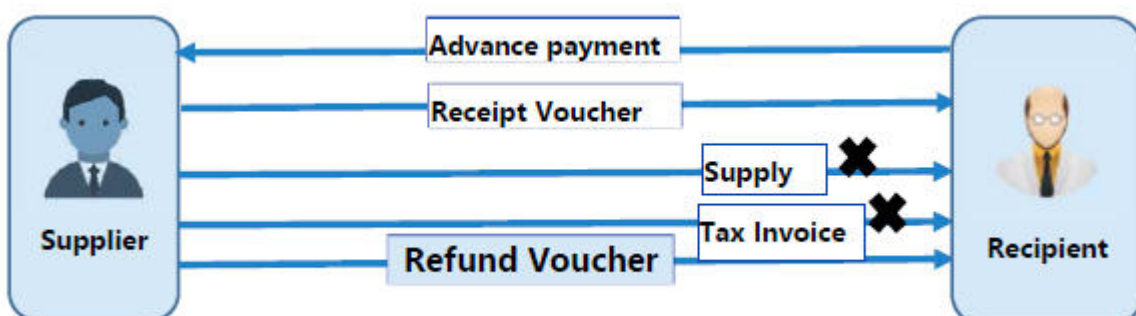 Advance payment
Receipt Voucher
Supply
Tax Invoice
Supplier
Refund Voucher
Recipient